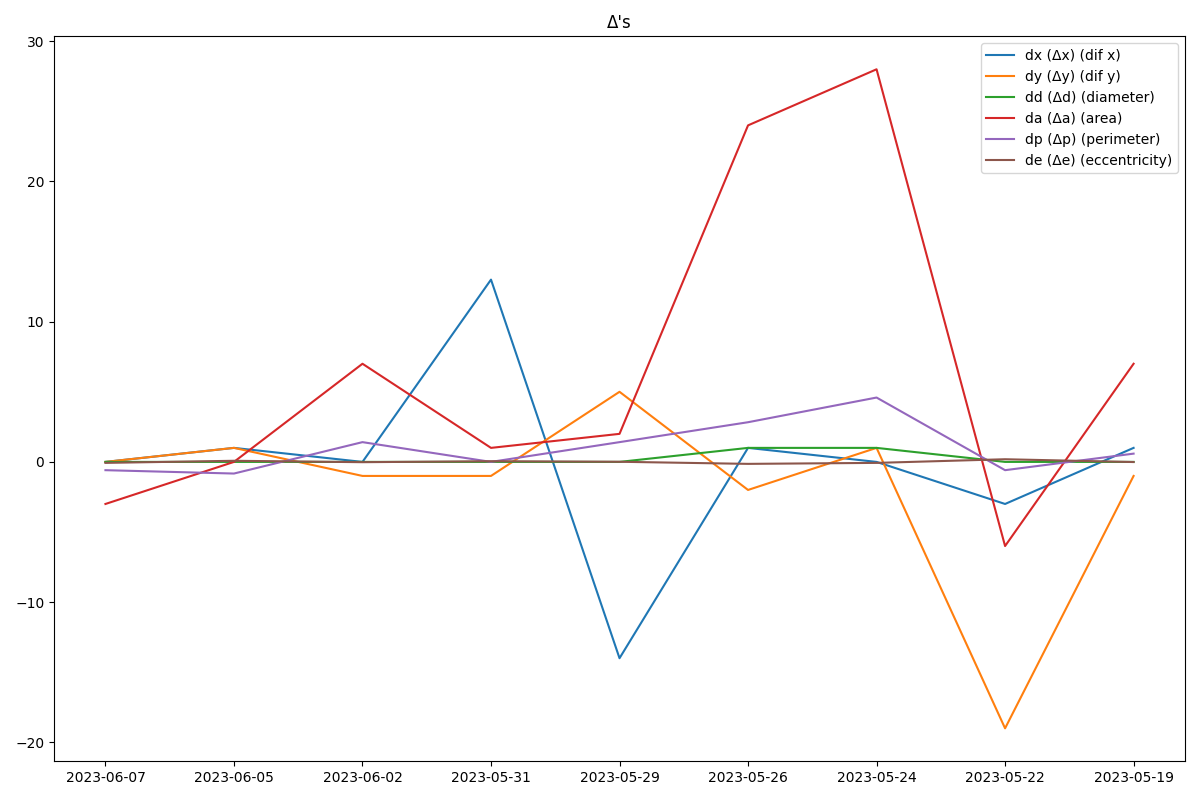 Δ's
30
20
10
0
−10
−20
dx (Δx) (dif x)
dy (Δy) (dif y)
dd (Δd) (diameter)
da (Δa) (area)
dp (Δp) (perimeter)
de (Δe) (eccentricity)
2023-06-07 2023-06-05 2023-06-02 2023-05-31 2023-05-29 2023-05-26 2023-05-24 2023-05-22 2023-05-19